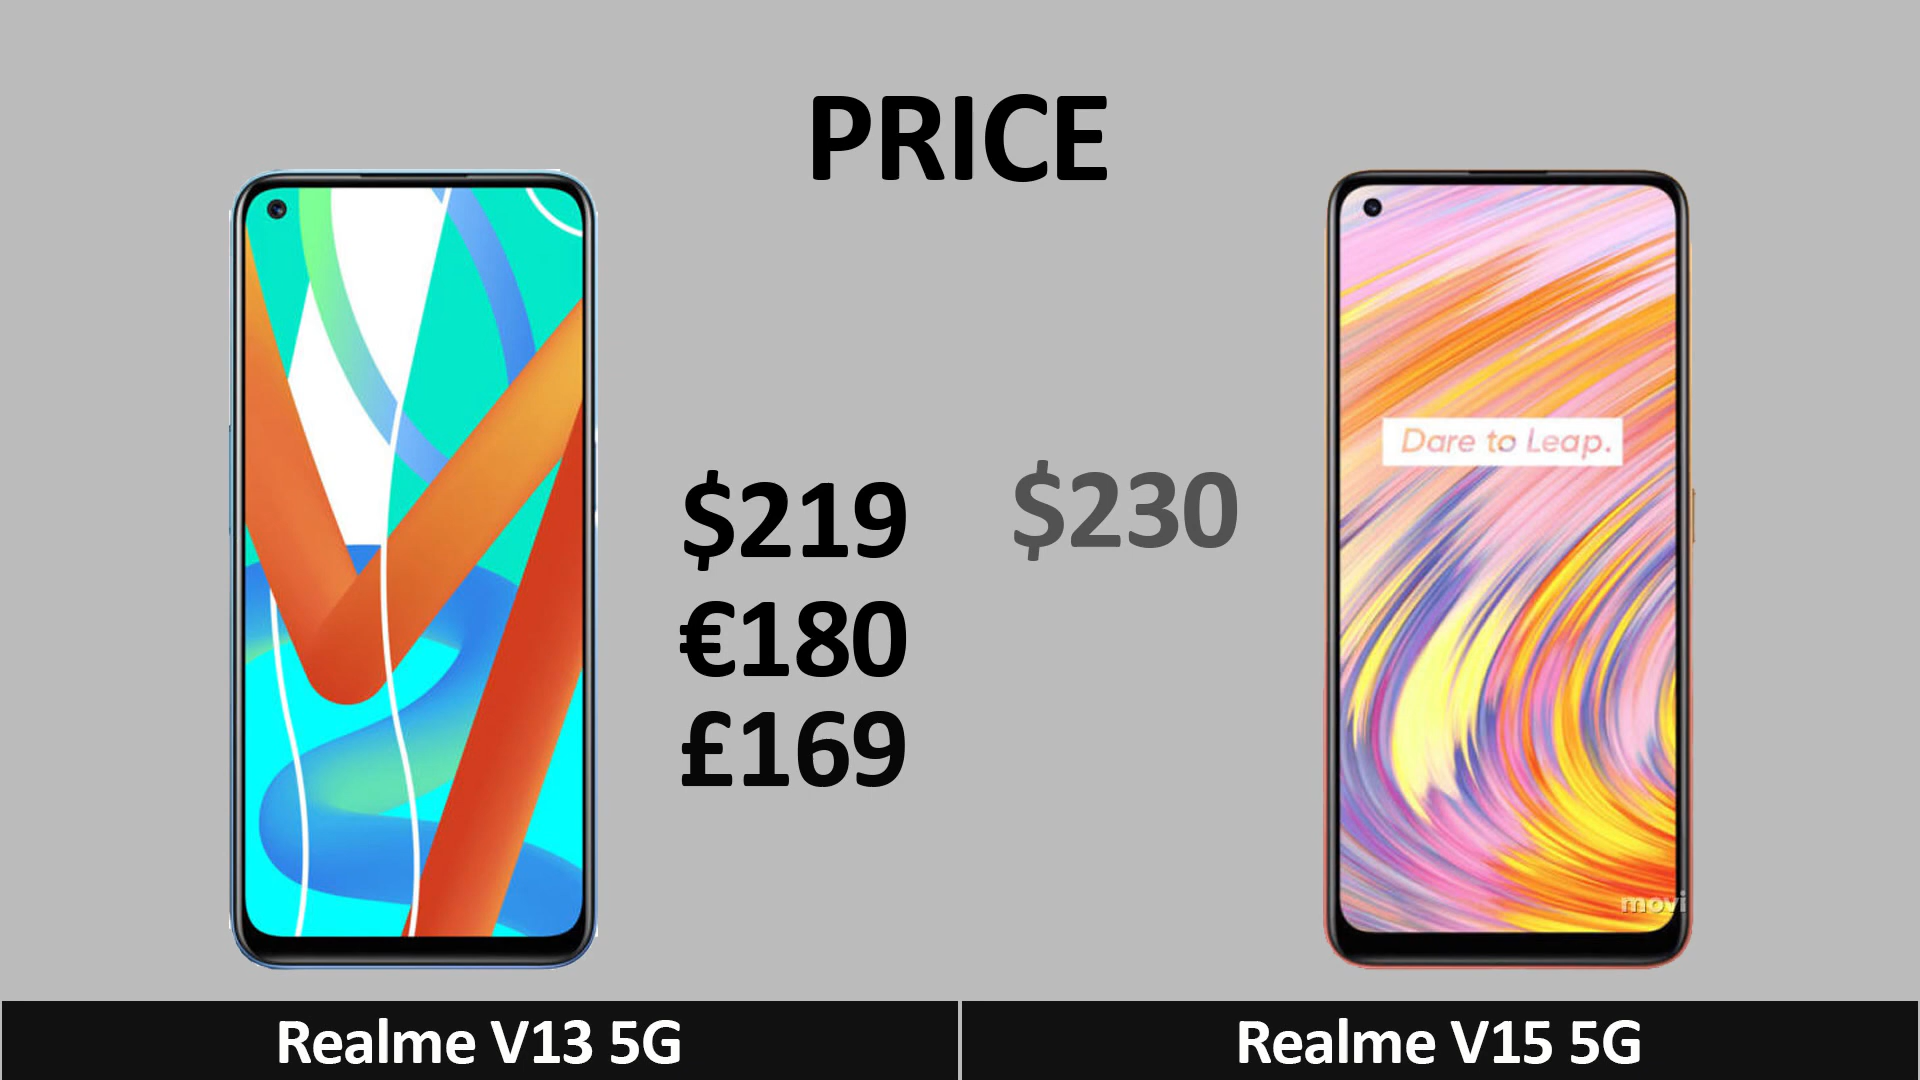 PRICE
$219
€180
£169
$230
Dare to Leap.
movi
Realme V13 5G
Realme V15 5G